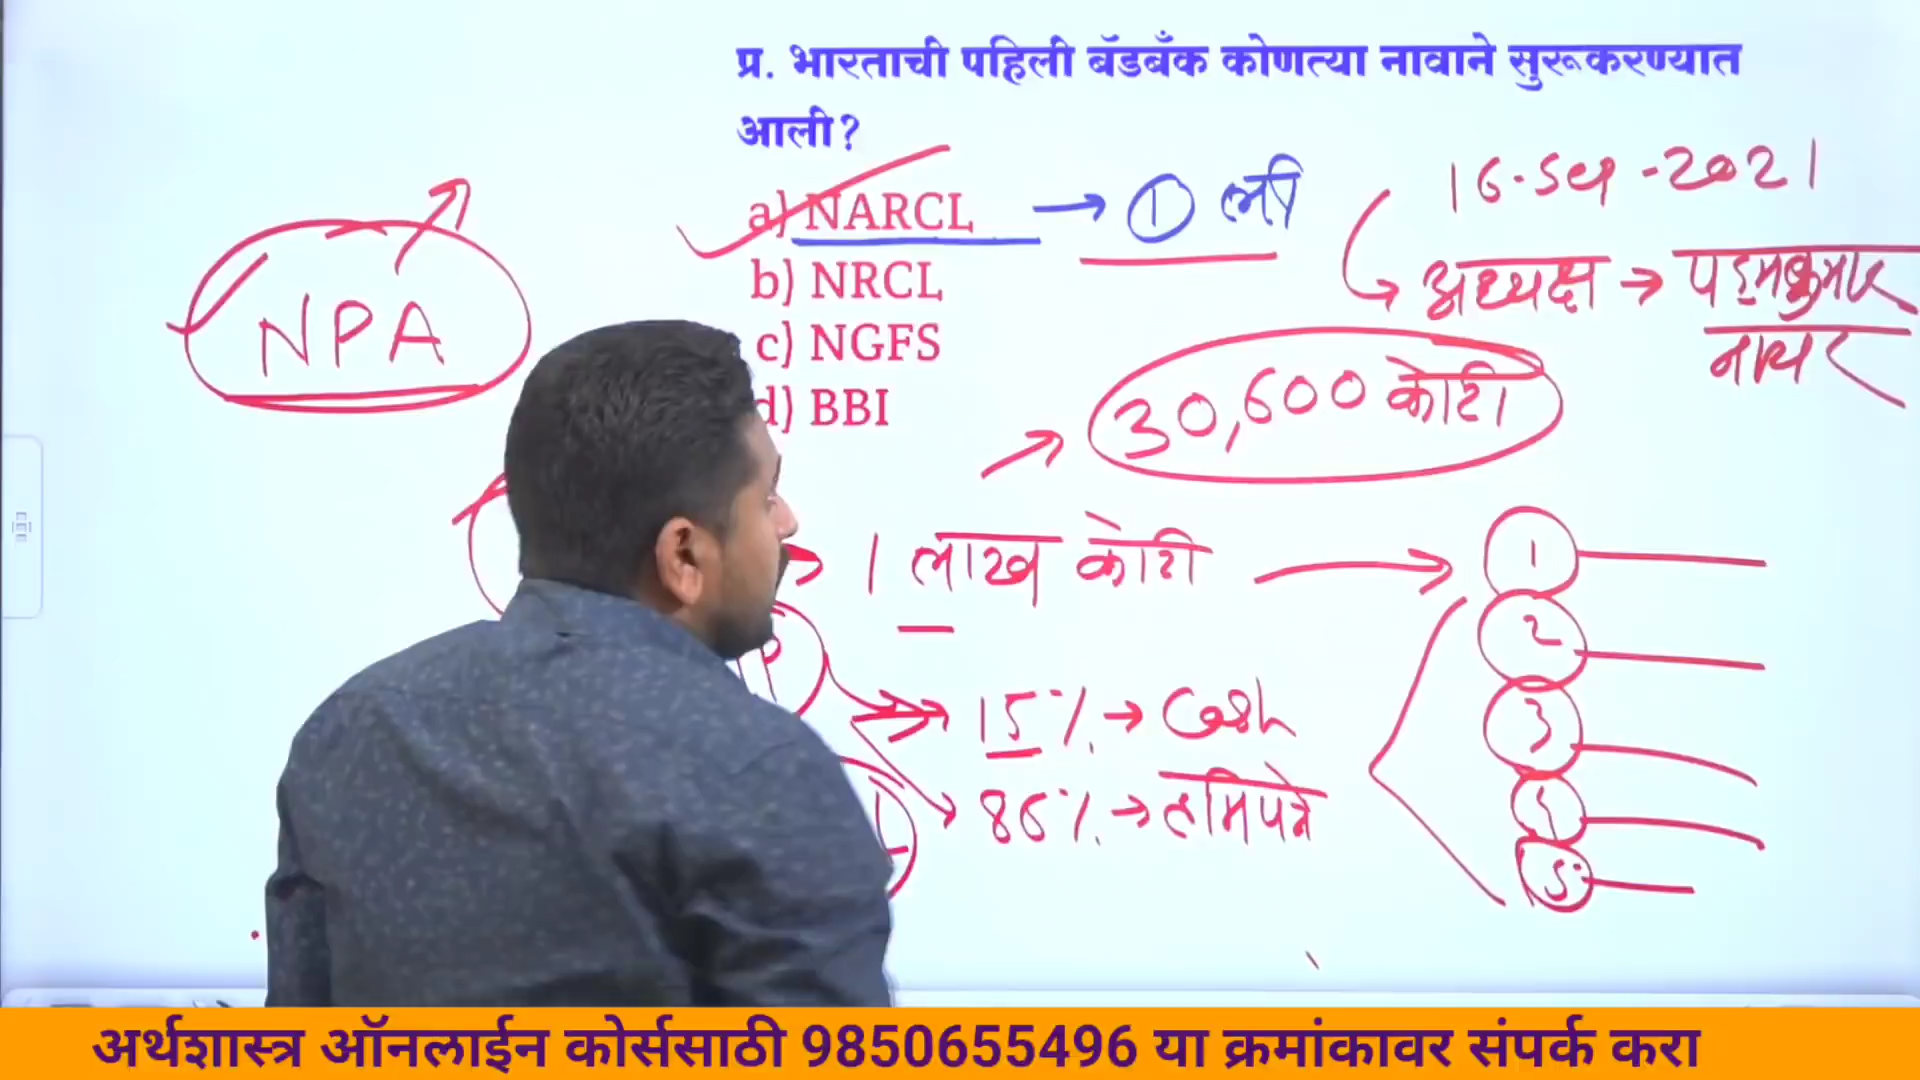 प्र. भारताची पहिली बॅडबँक कोणत्या नावाने सुरू करण्यात
आली?
a) NARCL → 1 ली
b) NRCL
c) NGFS
d) BBI
16-Sep-2021
अध्यक्ष → पद्मकुमार
नायर
NPA
30,600 कोटी
1 लाख कोटी →
15% → Cash
85% → हमिपत्रे
1
2
3
4
5
अर्थशास्त्र ऑनलाईन कोर्ससाठी 9850655496 या क्रमांकावर संपर्क करा